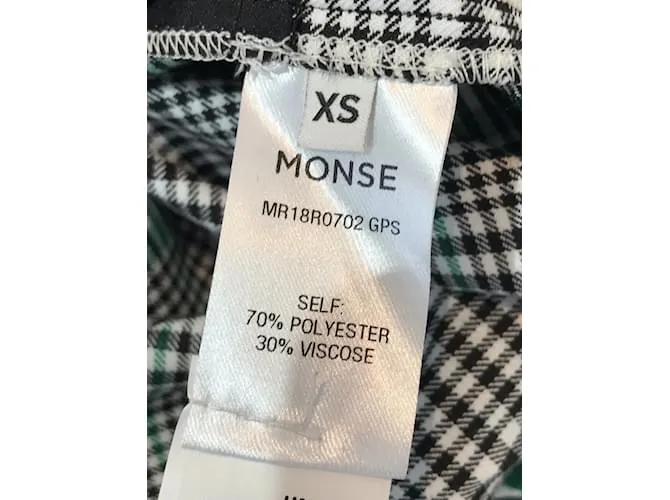 XS
MONSE
MR18R0702 GPS
SELF:
70% POLYESTER
30% VISCOSE